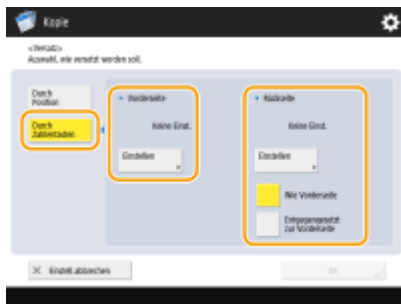 Kopie
<Versatz>
Auswahl, wie versetzt werden soll.
Durch
Position
Durch
Zahlentasten
Vorderseite
Keine Einst.
Einstellen
Rückseite
Keine Einst.
Einstellen
Wie Vorderseite
Entgegengesetzt
zur Vorderseite
× Einstell. abbrechen
OK